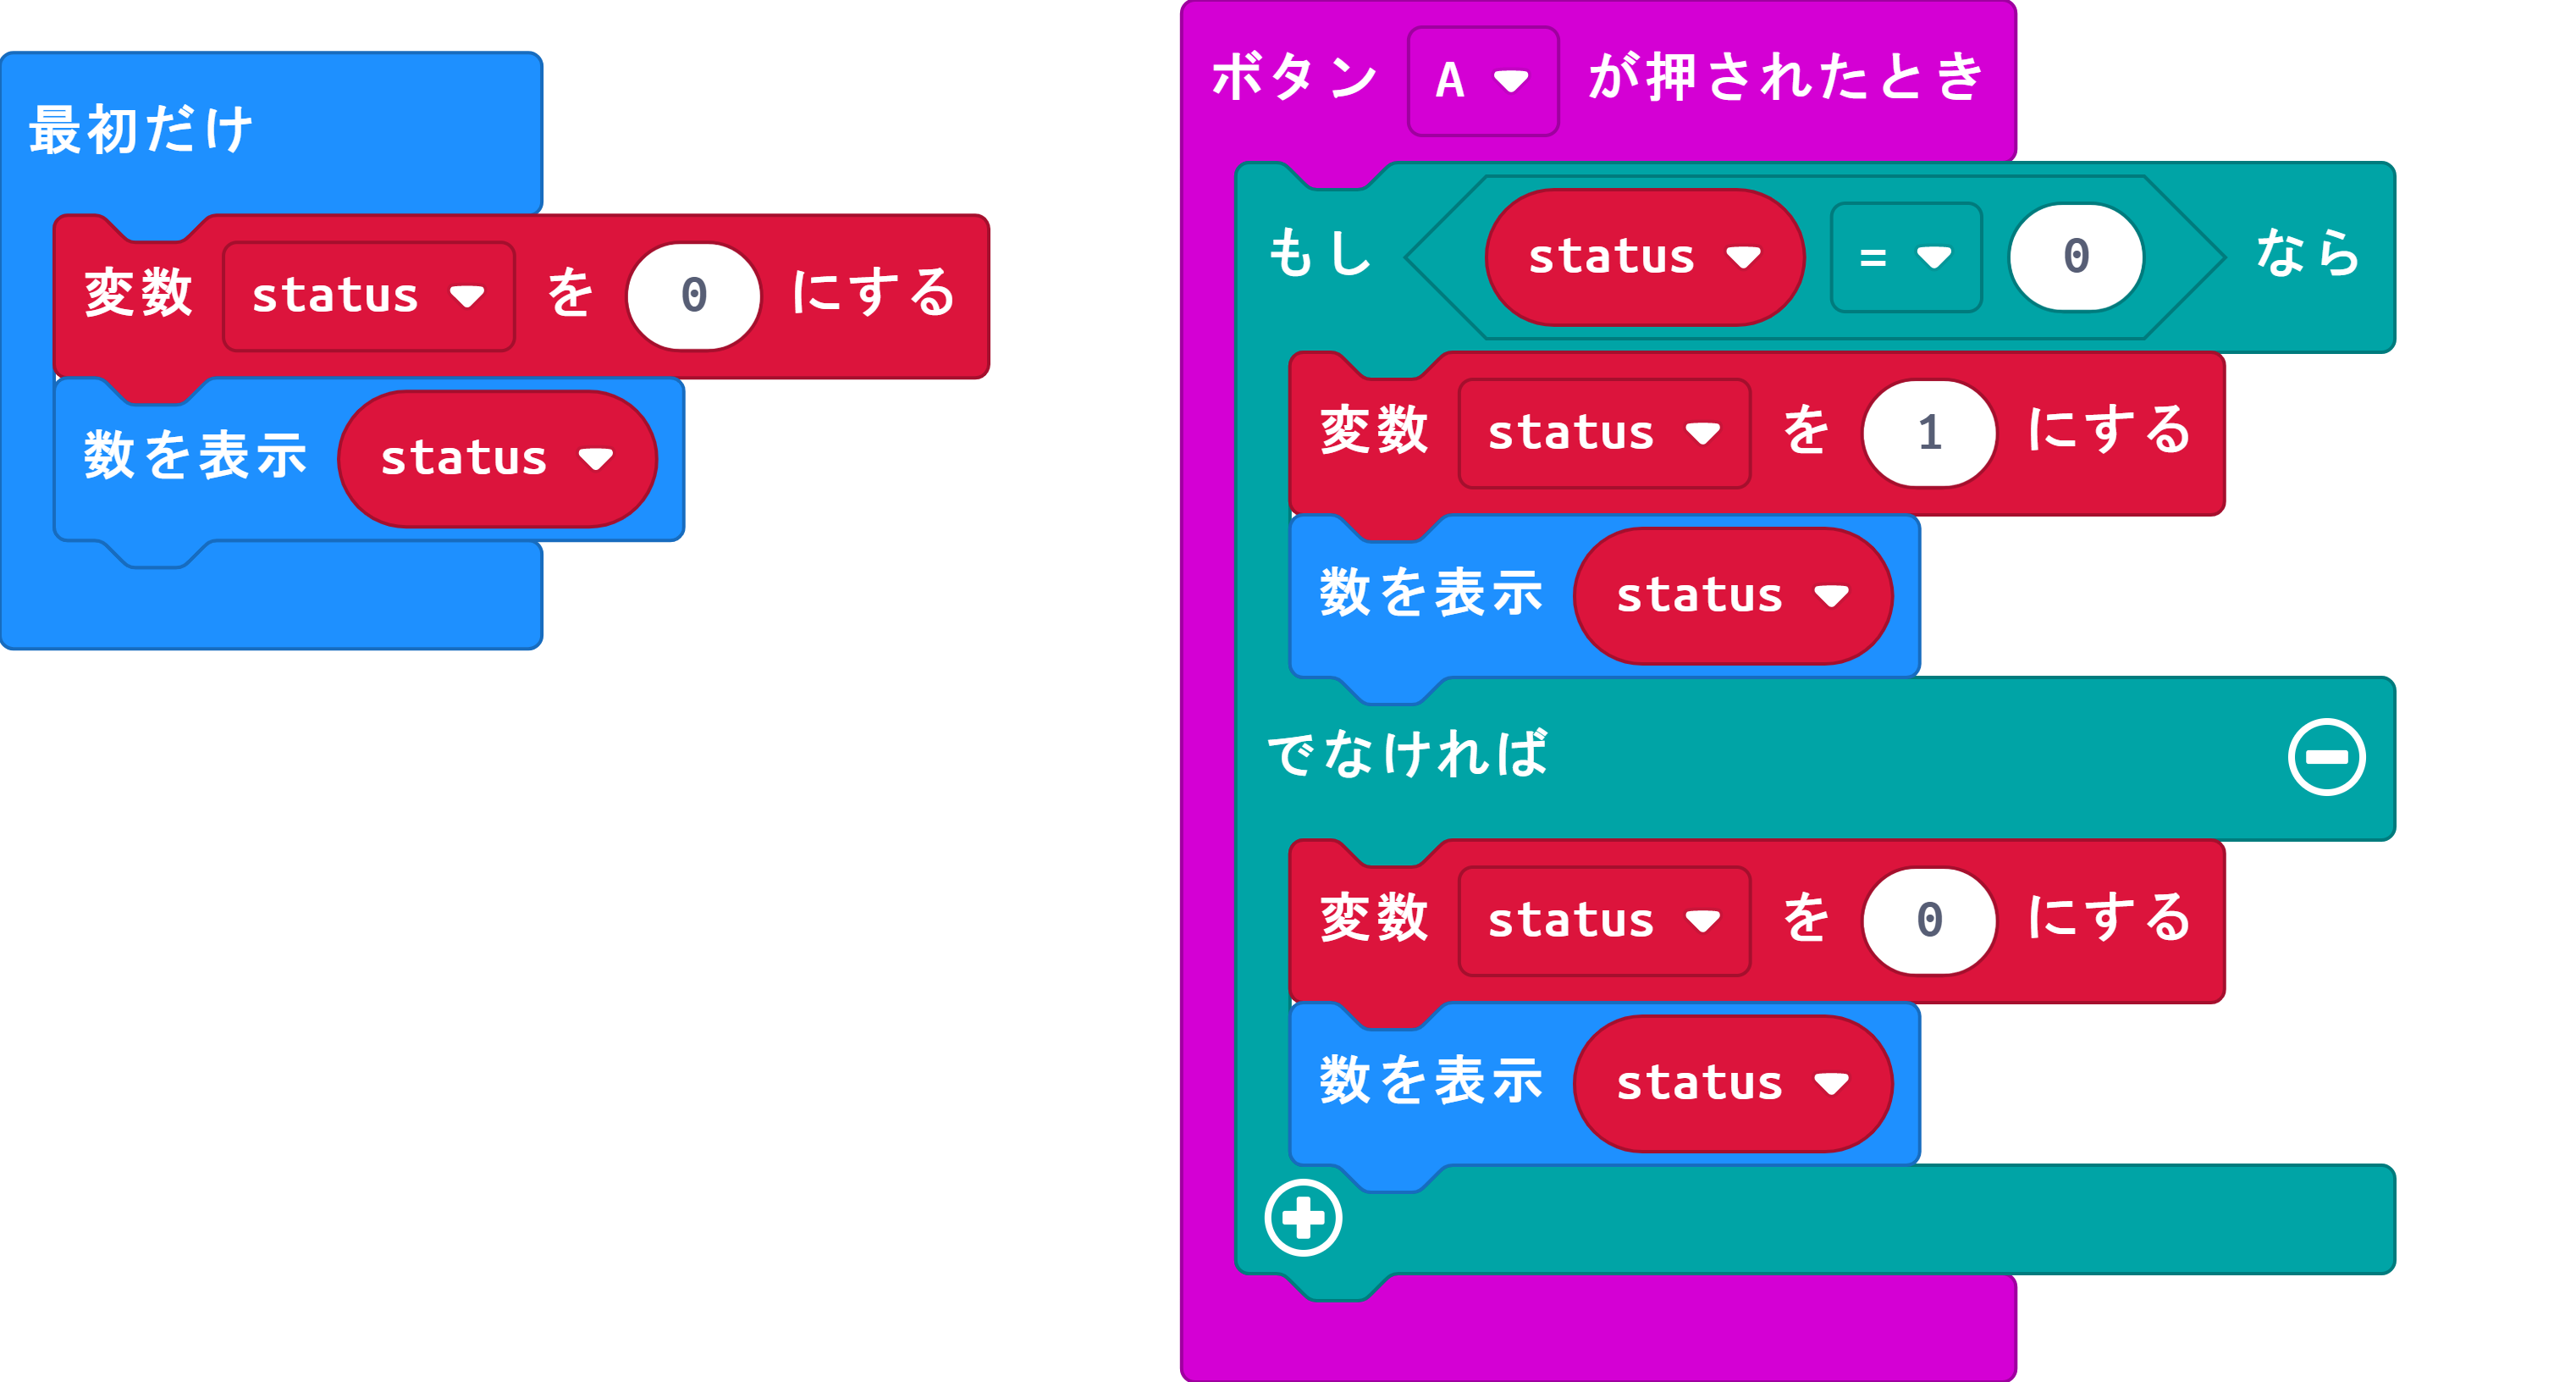 最初だけ
変数 status を 0 にする
数を表示 status
ボタン A が押されたとき
もし status = 0 なら
変数 status を 1 にする
数を表示 status
でなければ
変数 status を 0 にする
数を表示 status